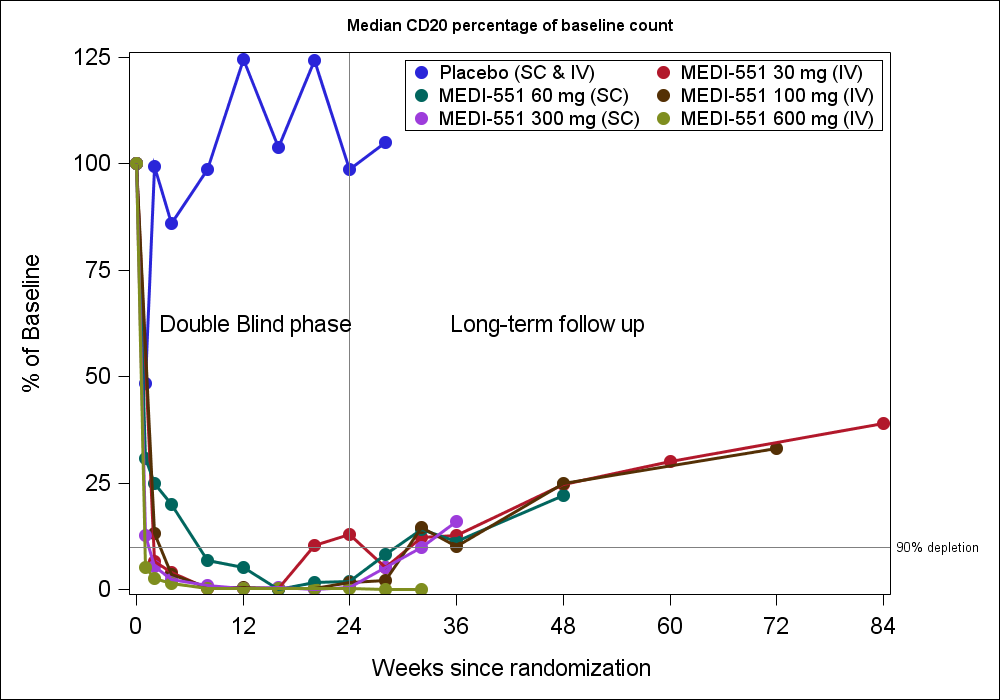 Median CD20 percentage of baseline count
Placebo (SC & IV)
MEDI-551 30 mg (IV)
MEDI-551 60 mg (SC)
MEDI-551 100 mg (IV)
MEDI-551 300 mg (SC)
MEDI-551 600 mg (IV)
125
100
75
50
25
0
% of Baseline
Double Blind phase
Long-term follow up
90% depletion
0 12 24 36 48 60 72 84
Weeks since randomization